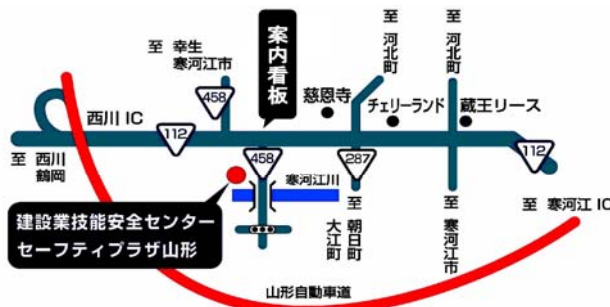 至 幸生
寒河江市
458
案内看板
至 河北町
至 河北町
慈恩寺
チェリーランド
蔵王リース
西川 IC
112
至 西川
鶴岡
458
287
112
寒河江川
建設業技能安全センター
セーフティプラザ山形
至 朝日町
大江町
至 寒河江市
至 寒河江 IC
山形自動車道